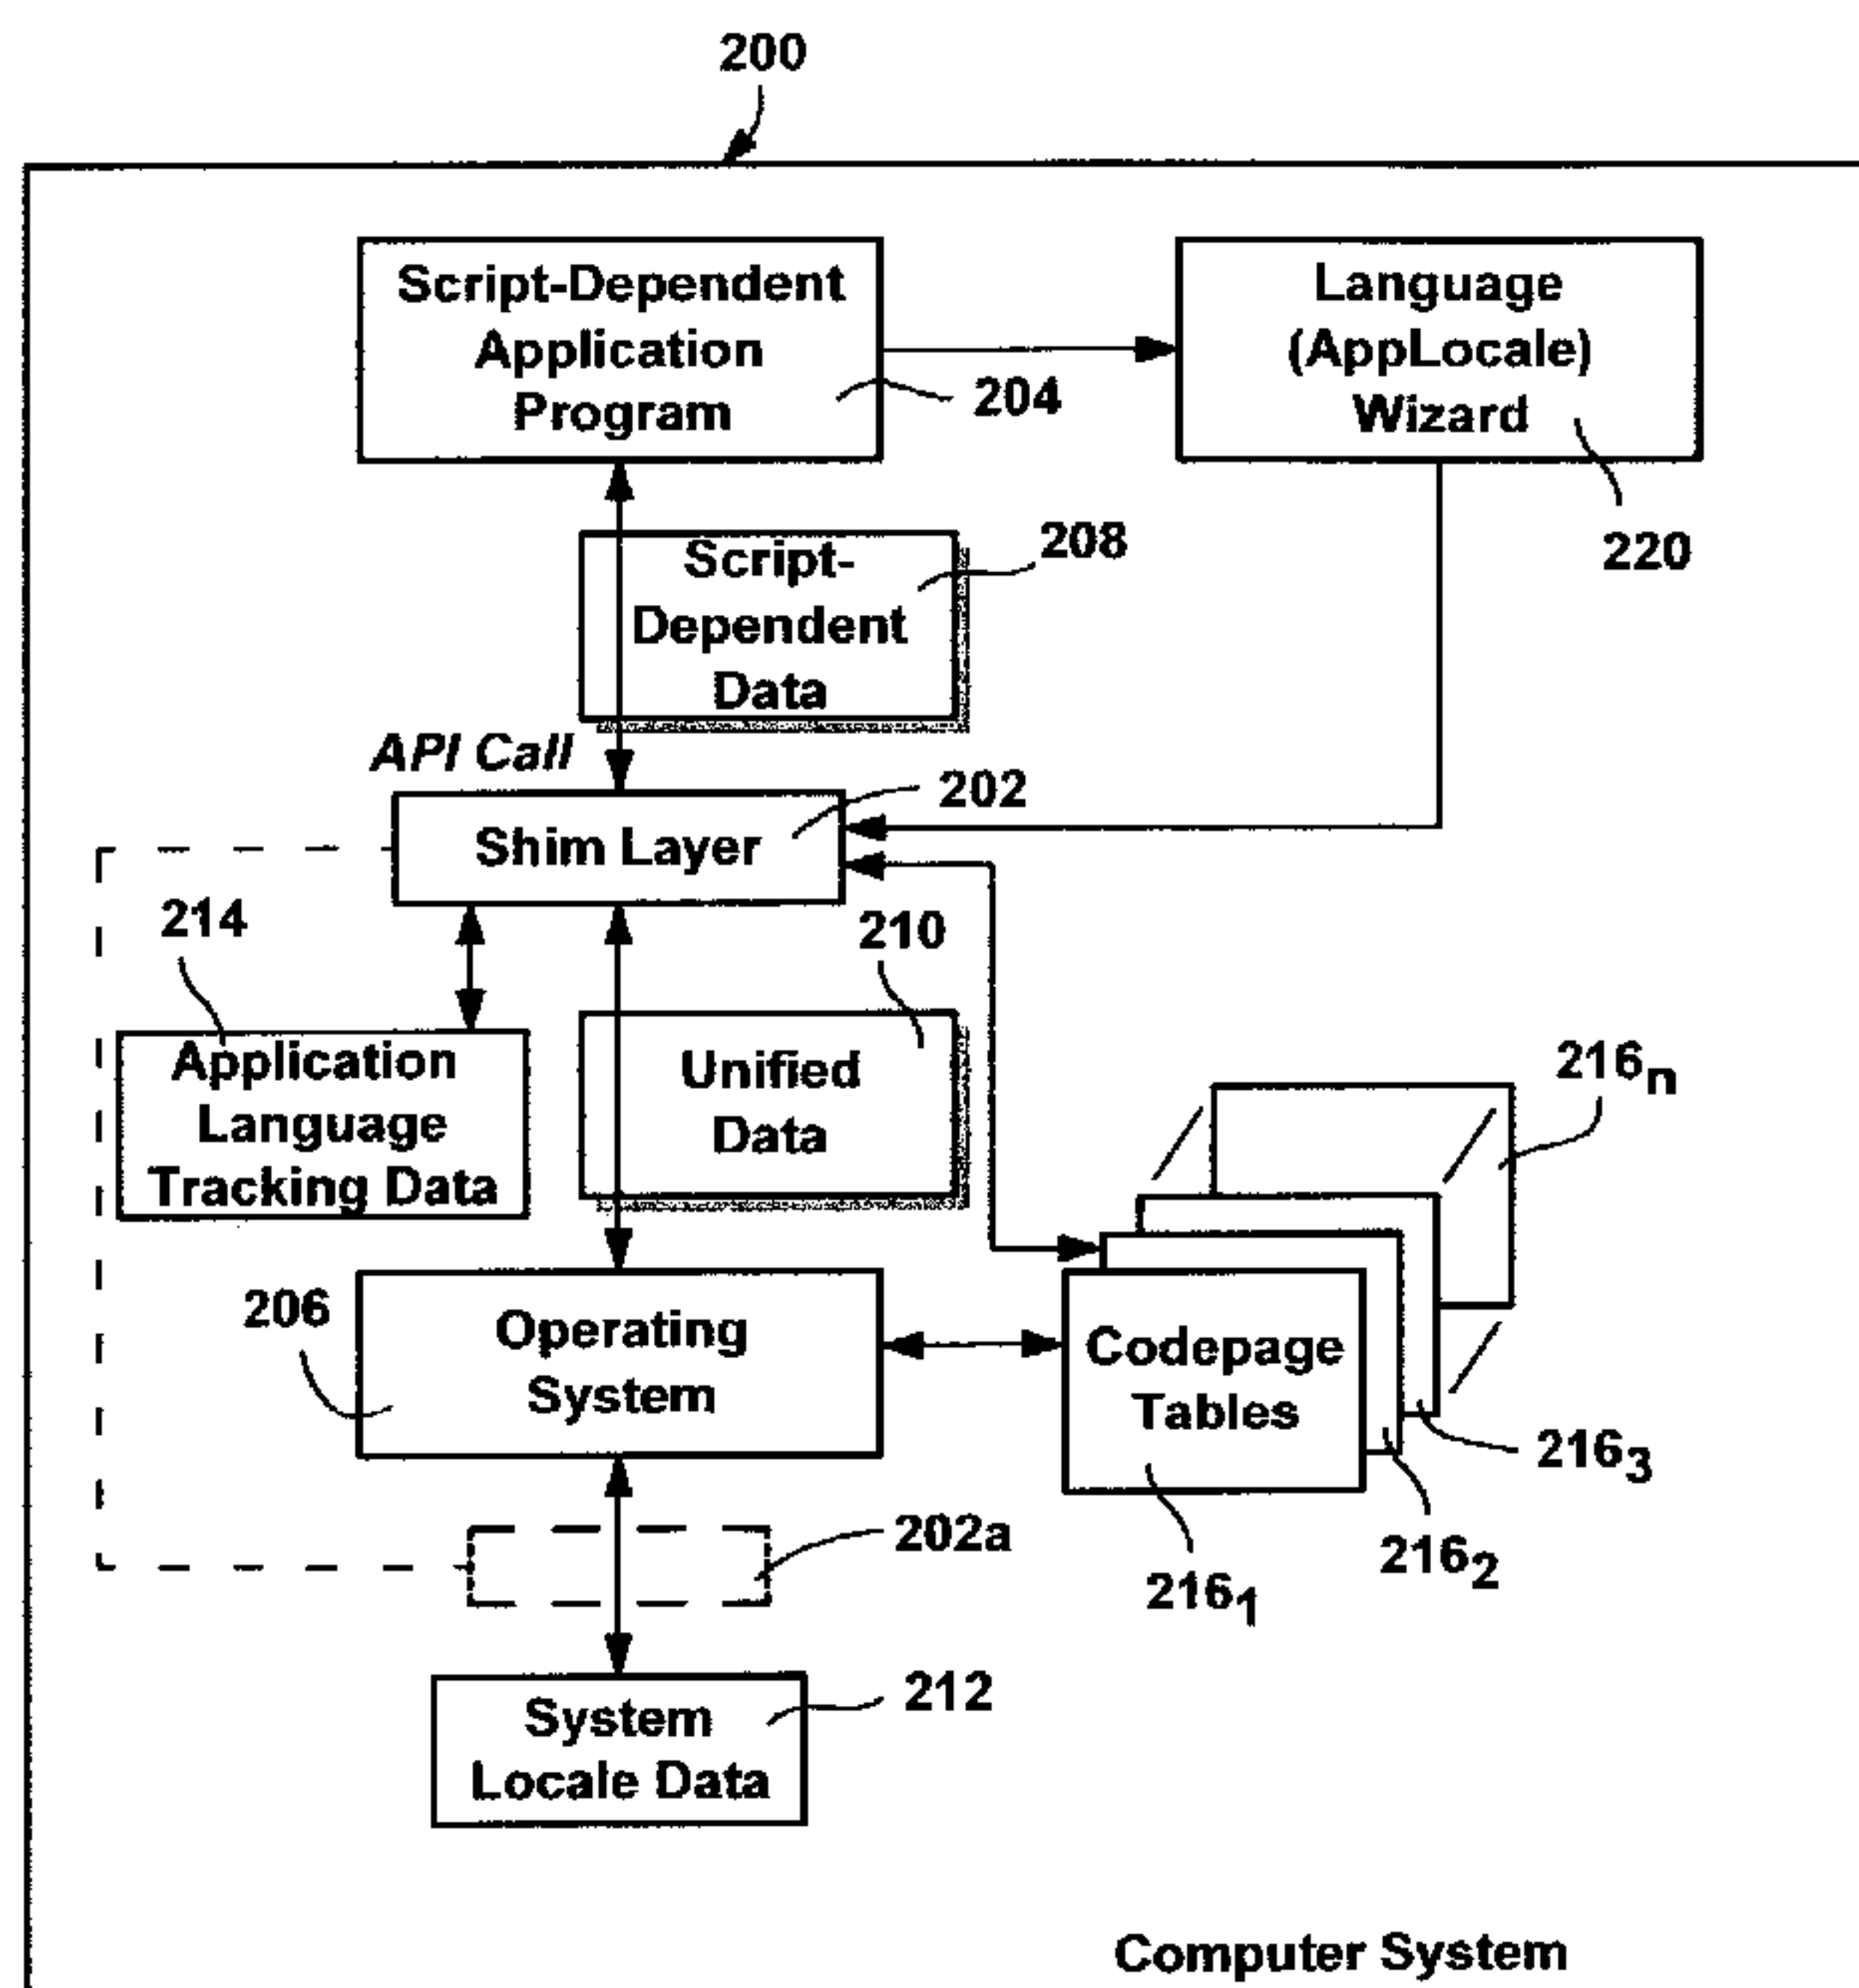 200
Script-Dependent
Application
Program
204
Language
(AppLocale)
Wizard
220
Script-
Dependent
Data
208
API Call
Shim Layer
202
214
210
Application
Language
Tracking Data
Unified
Data
216n
206
Operating
System
Codepage
Tables
2163
2162
2161
202a
System
Locale Data
212
Computer System